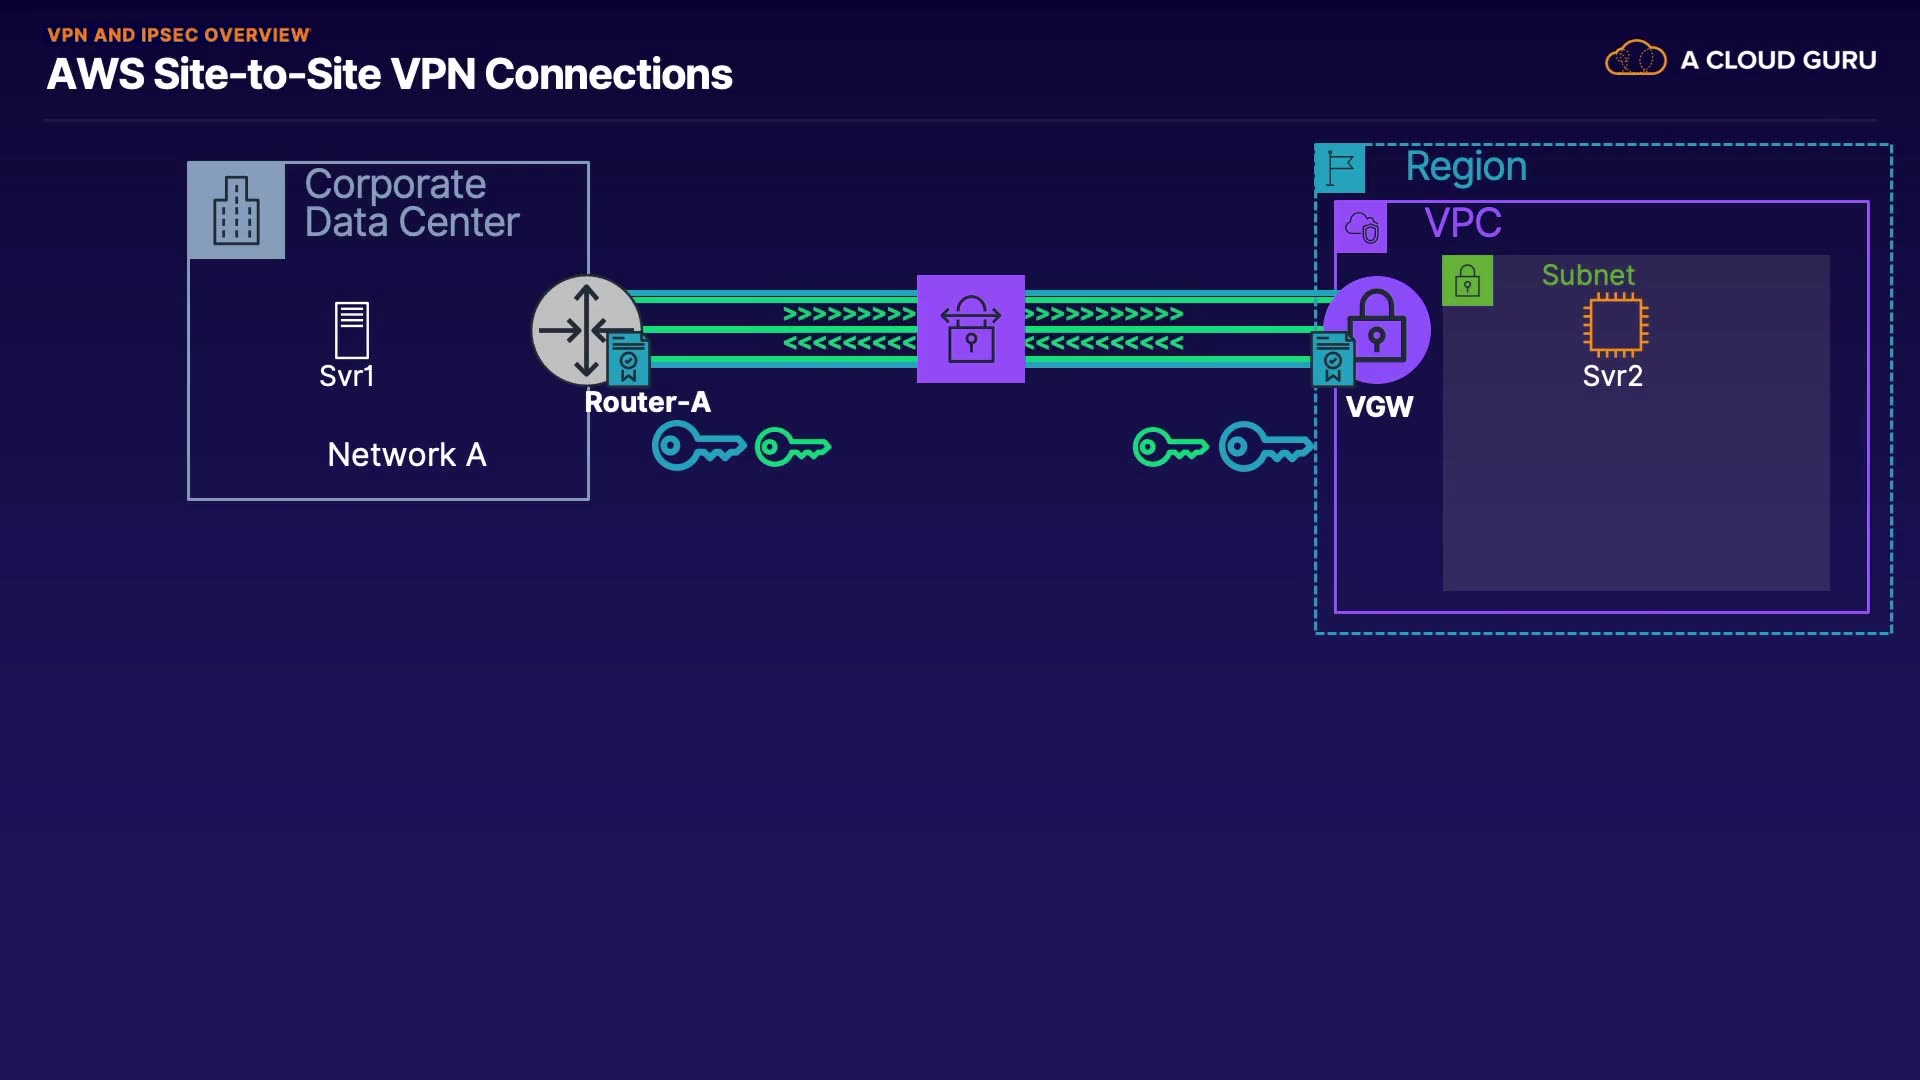 VPN AND IPSEC OVERVIEW
AWS Site-to-Site VPN Connections
A CLOUD GURU
Corporate
Data Center
Svr1
Network A
Router-A
>>>>>>>>> >>>>>>>>>>>
<<<<<<<<< <<<<<<<<<<<
Region
VPC
Subnet
Svr2
VGW